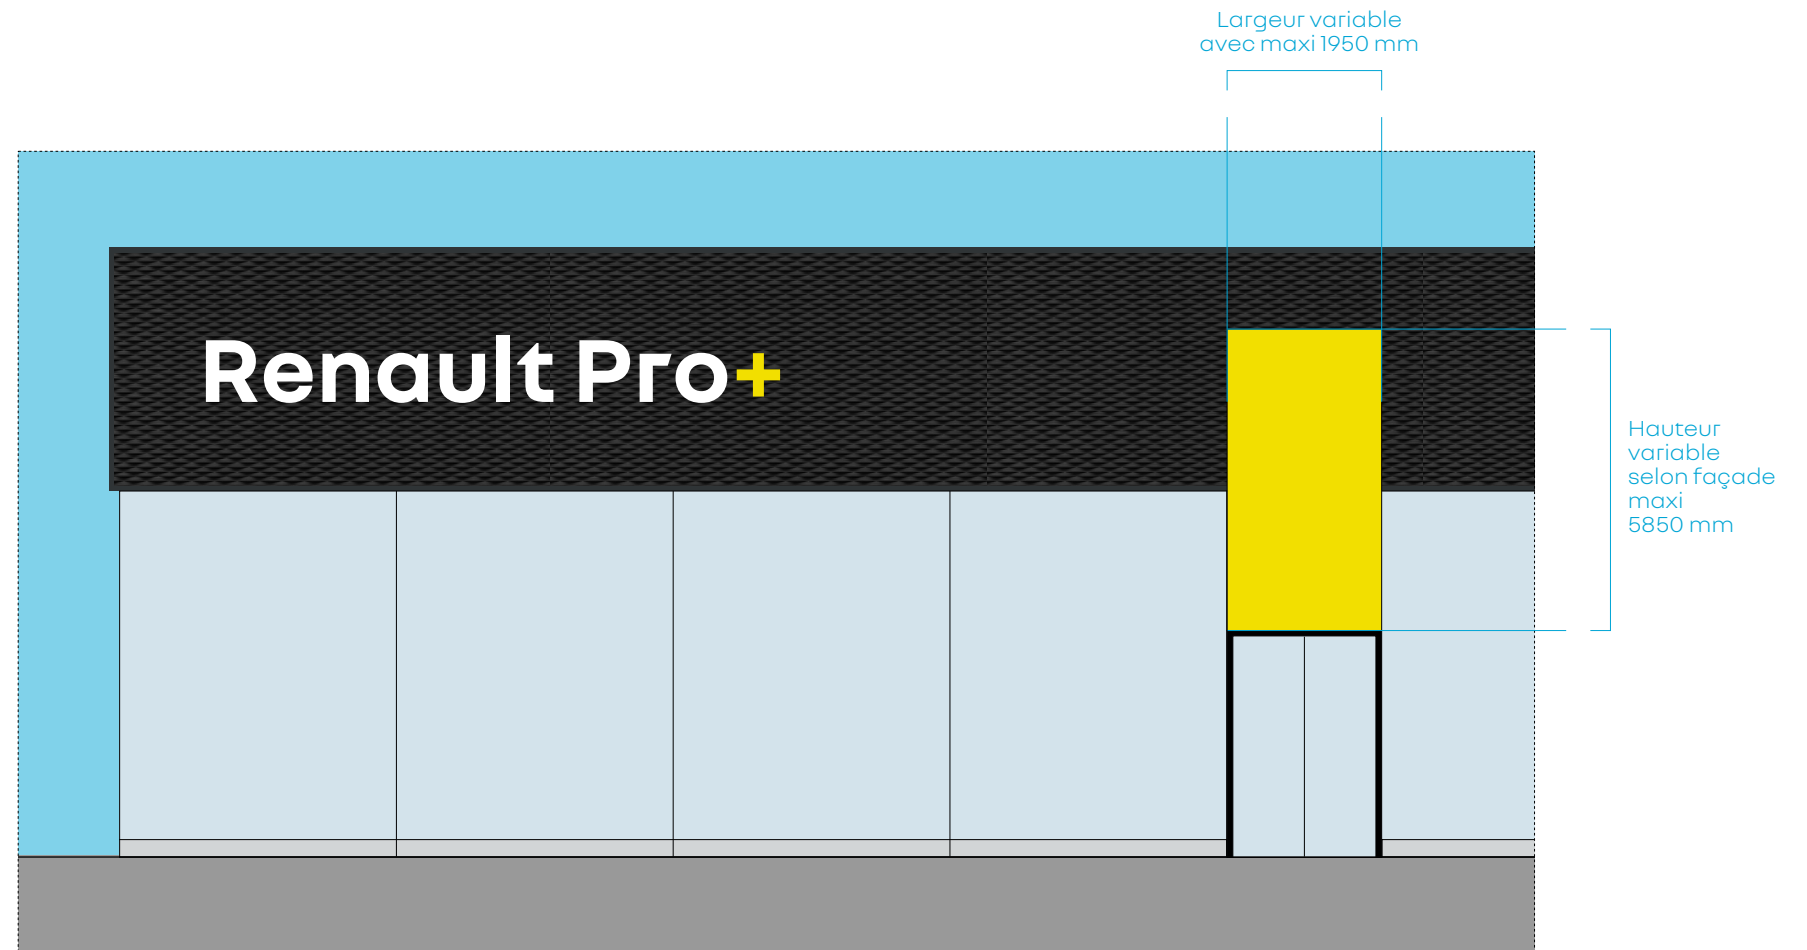 Largeur variable
avec maxi 1950 mm
Renault Pro+
Hauteur
variable
selon façade
maxi
5850 mm